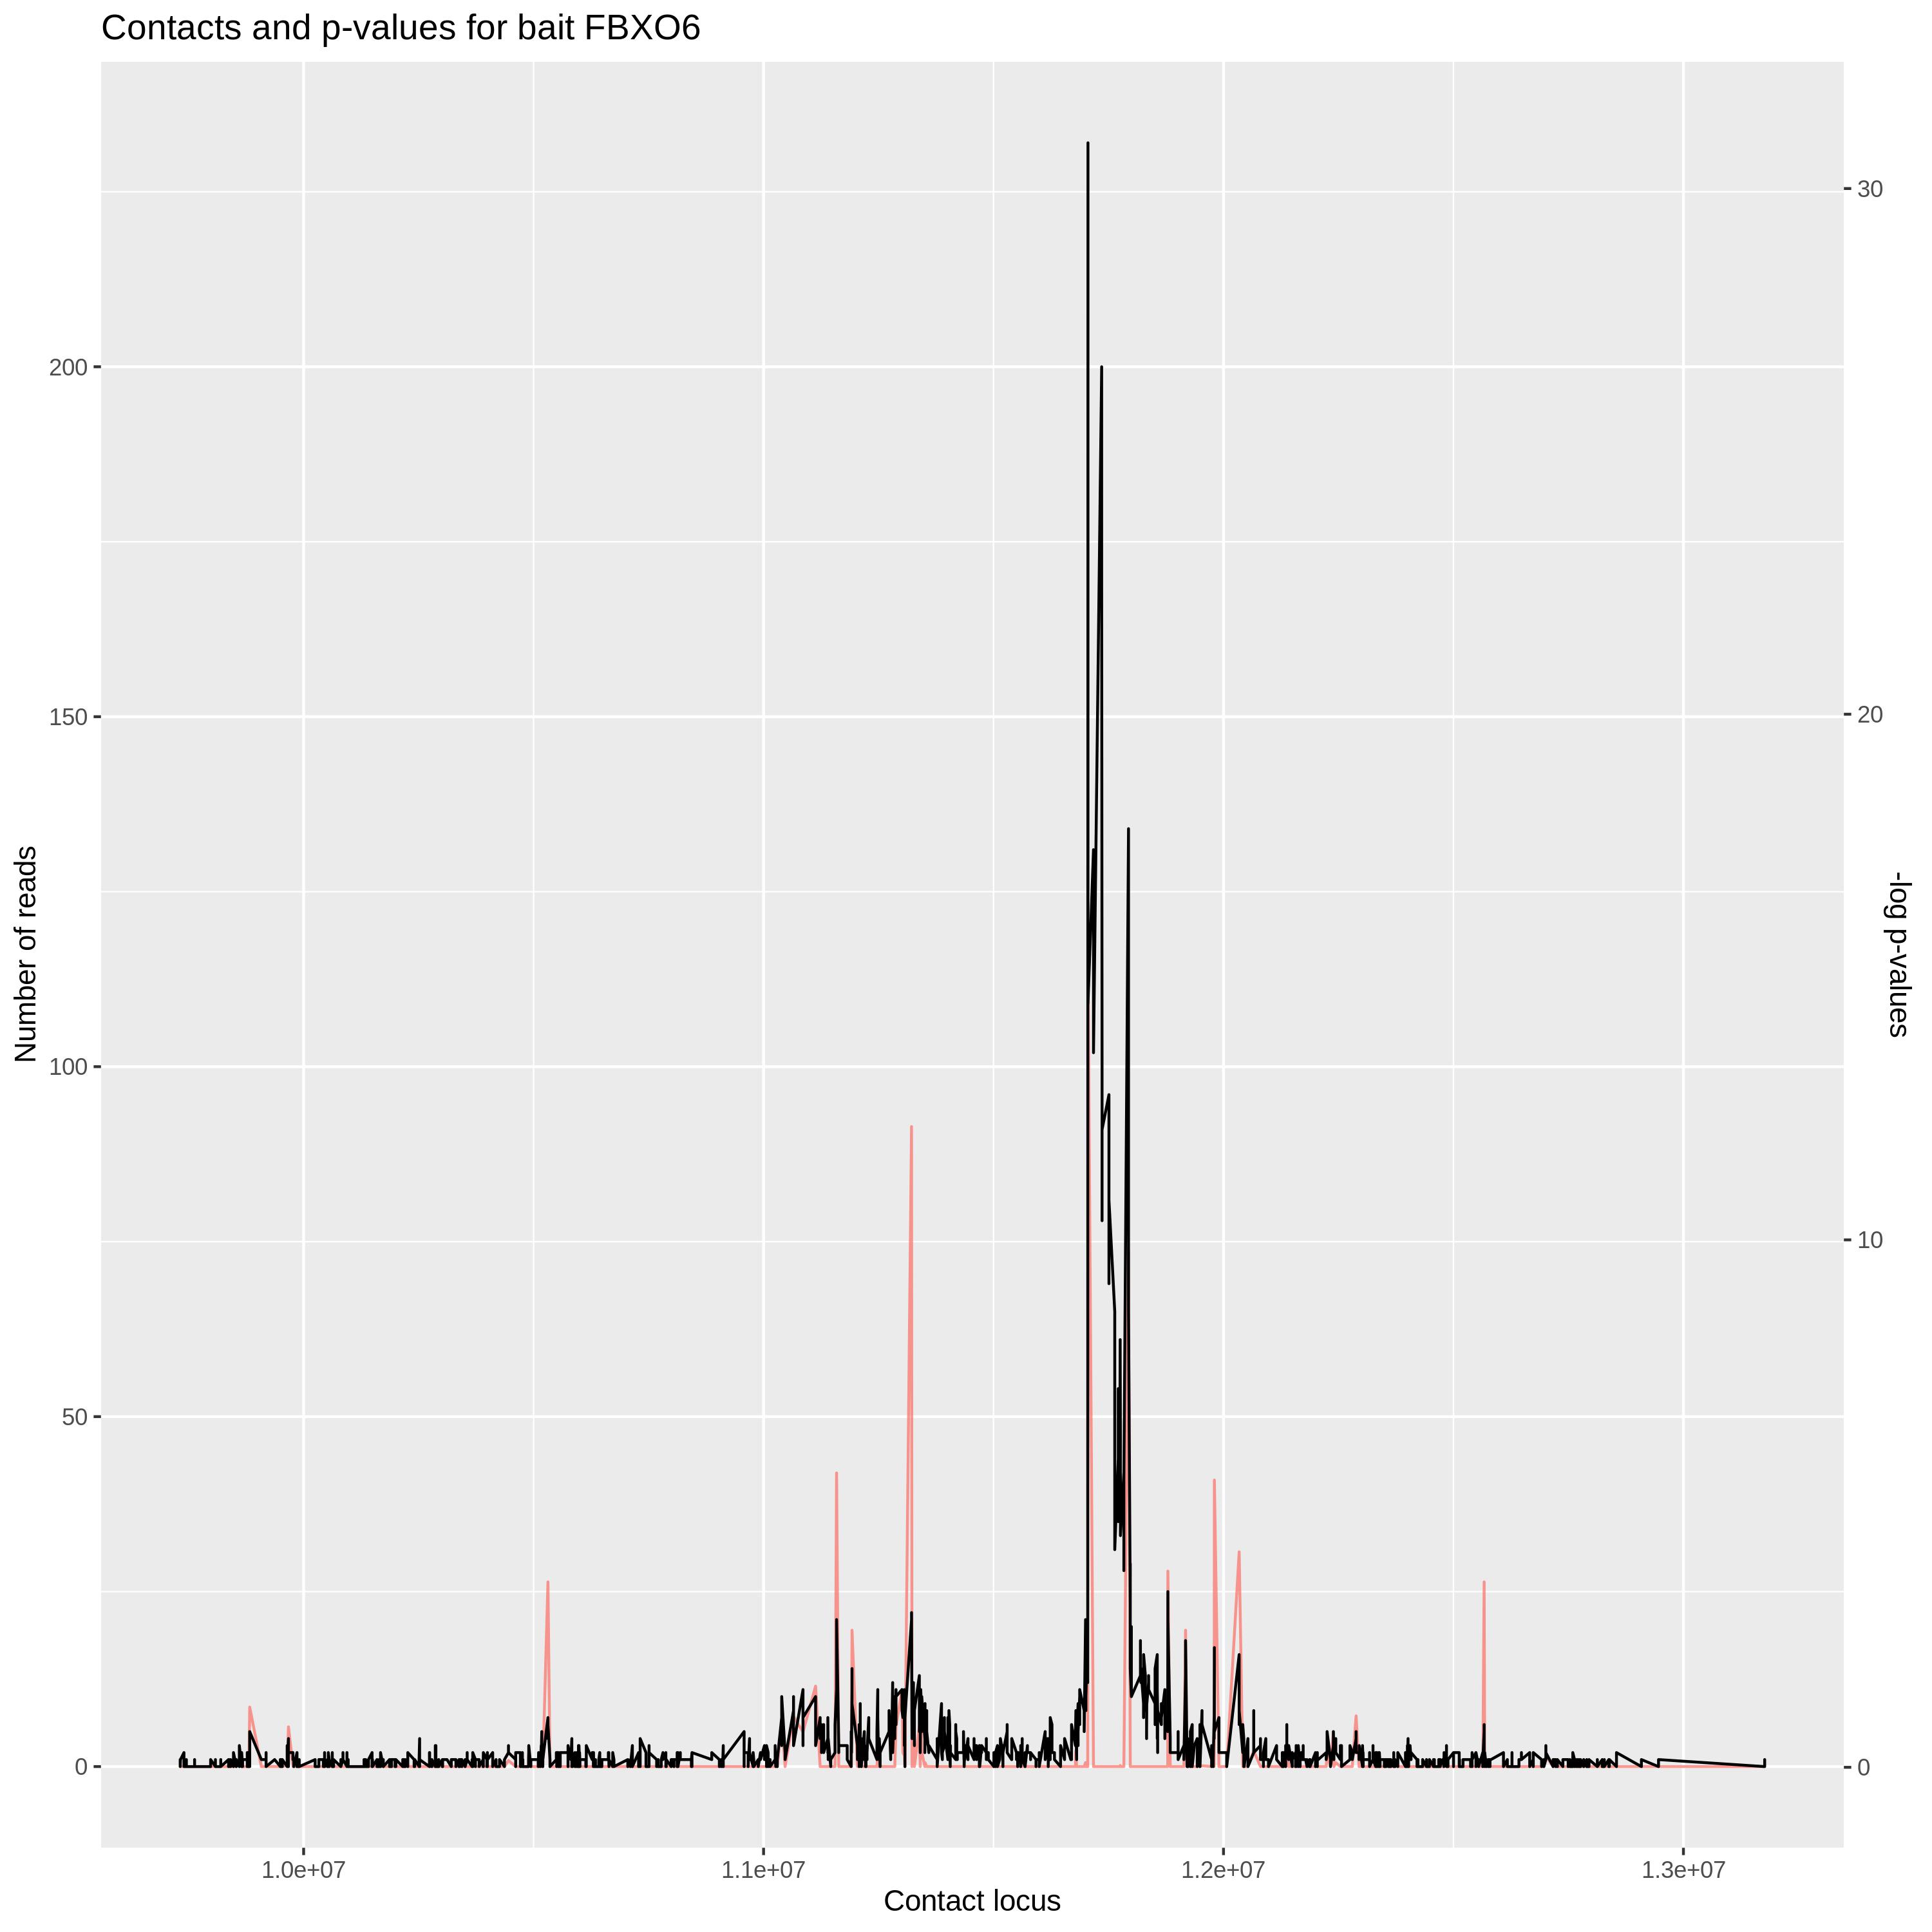 Contacts and p-values for bait FBXO6
Number of reads
200
150
100
50
0
30
20
10
0
-log p-values
1.0e+07
1.1e+07
1.2e+07
1.3e+07
Contact locus